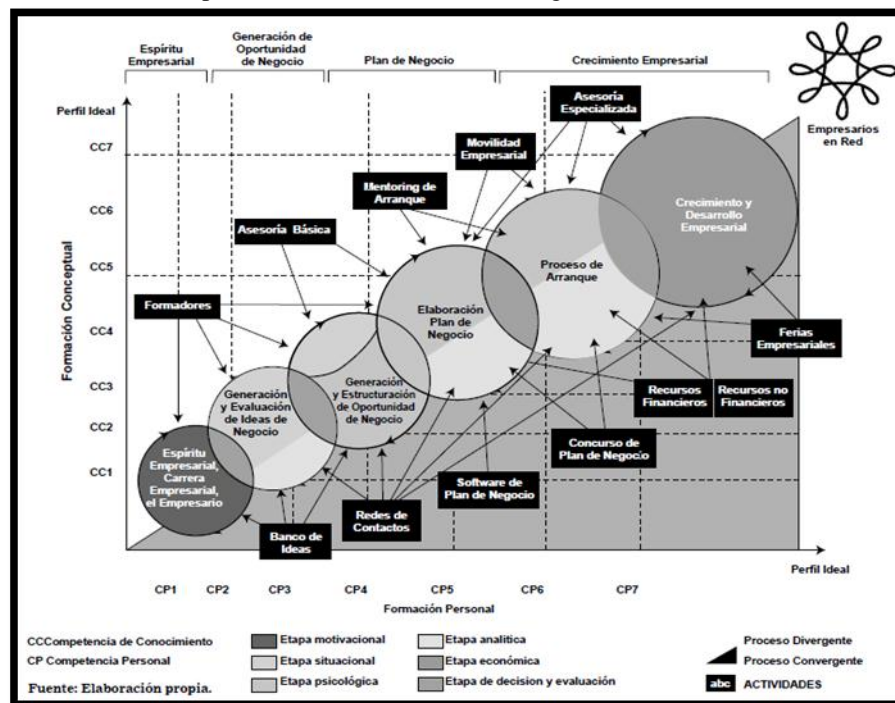 Espíritu
Empresarial
Generación de
Oportunidad
de Negocio
Plan de Negocio
Crecimiento Empresarial
Empresarios
en Red
Perfil Ideal
CC7
CC6
CC5
CC4
CC3
CC2
CC1
Formación Conceptual
Asesoría
Especializada
Movilidad
Empresarial
Mentoring de
Arranque
Asesoría Básica
Formadores
Crecimiento y
Desarrollo
Empresarial
Proceso de
Arranque
Elaboración
Plan de
Negocio
Generación
y Estructuración
de Oportunidad
de Negocio
Generación
y Evaluación
de Ideas de
Negocio
Espíritu
Empresarial,
Carrera
Empresarial,
el Empresario
Ferias
Empresariales
Recursos
Financieros
Recursos no
Financieros
Concurso de
Plan de Negocio
Software de
Plan de Negocio
Redes de
Contactos
Banco de
Ideas
Perfil Ideal
CP1 CP2 CP3 CP4 CP5 CP6 CP7
Formación Personal
CCCompetencia de Conocimiento
CP Competencia Personal
Fuente: Elaboración propia.
Etapa motivacional
Etapa situacional
Etapa psicológica
Etapa analitica
Etapa económica
Etapa de decision y evaluación
Proceso Divergente
Proceso Convergente
abc ACTIVIDADES